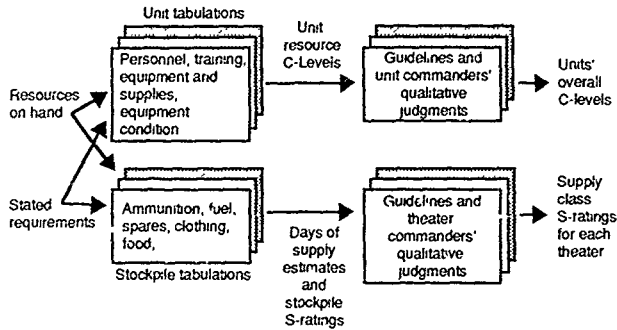 Unit tabulations
Personnel, training,
equipment and
supplies,
equipment
condition
Unit
resource
C-Levels
Guidelines and
unit commanders'
qualitative
judgments
Units'
overall
C-levels
Resources
on hand
Stated
requirements
Ammunition, fuel,
spares, clothing,
food,
Stockpile tabulations
Days of
supply
estimates
and
stockpile
S-ratings
Guidelines and
theater
commanders'
qualitative
judgments
Supply
class
S-ratings
for each
theater